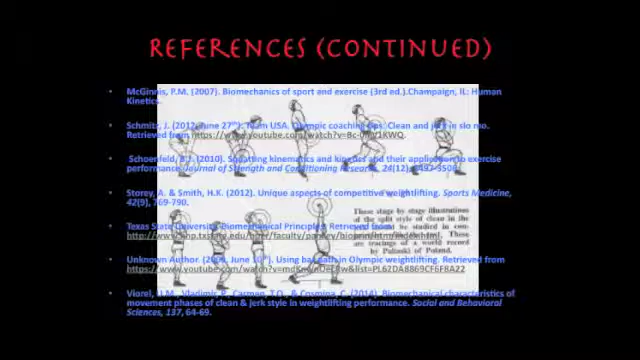 REFERENCES (CONTINUED)
McGinnis, P.M. (2007). Biomechanics of sport and exercise (3rd ed.).Champaign, IL: Human
Kinetics.
Schmitz, J. (2012, June 27th). Team USA. Olympic coaching tips: Clean and jerk in slo mo.
Retrieved from https://www.youtube.com/watch?v=Bc-
Schoenfeld, B.J. (2010). Squatting kinematics and kinetics and their application to exercise
performance. Journal of Strength and Conditioning Research, 24(12), 3497-3506.
Storey, A. & Smith, H.K. (2012). Unique aspects of competitive weightlifting. Sports Medicine,
42(9), 769-790.
These stage by stage illustrations
of the split style of clean in the
should be studied in com-
These
are tracings of a world record
by Palinski of Poland.
Texas State University Biomechanical Principles. Retrieved from
Unknown Author. June Using bar path in Olympic weightlifting. Retrieved from
https://www.youtube.com/watch?v=
Viorel, U.M., Vladimir, P., Carmen, T.O., & Cosmina, C. (2014). Biomechanical characteristics of
movement phases of clean & jerk style in weightlifting performance. Social and Behavioral
Sciences, 137, 64-69.